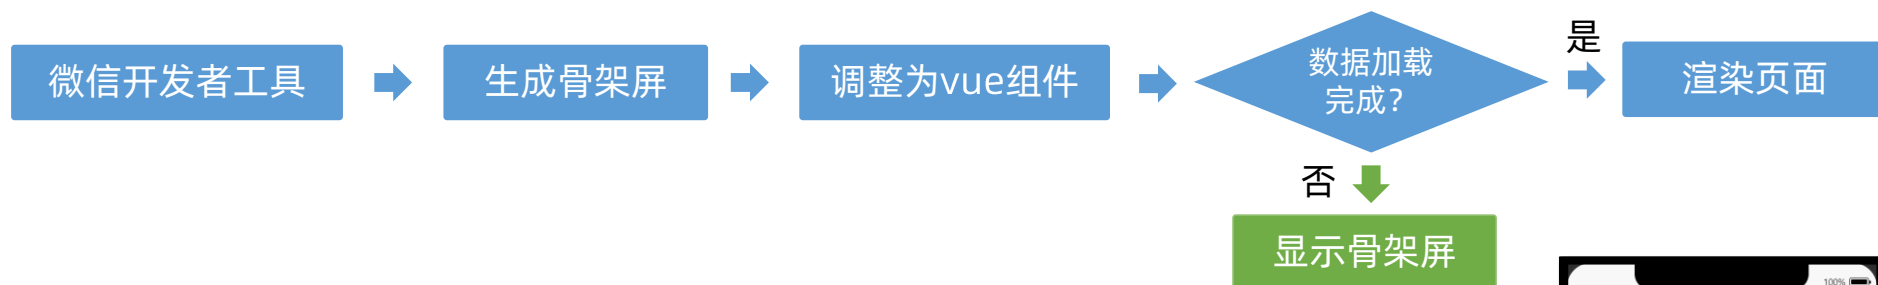 微信开发者工具
生成骨架屏
调整为vue组件
数据加载
完成?
是
渲染页面
否
显示骨架屏
100%